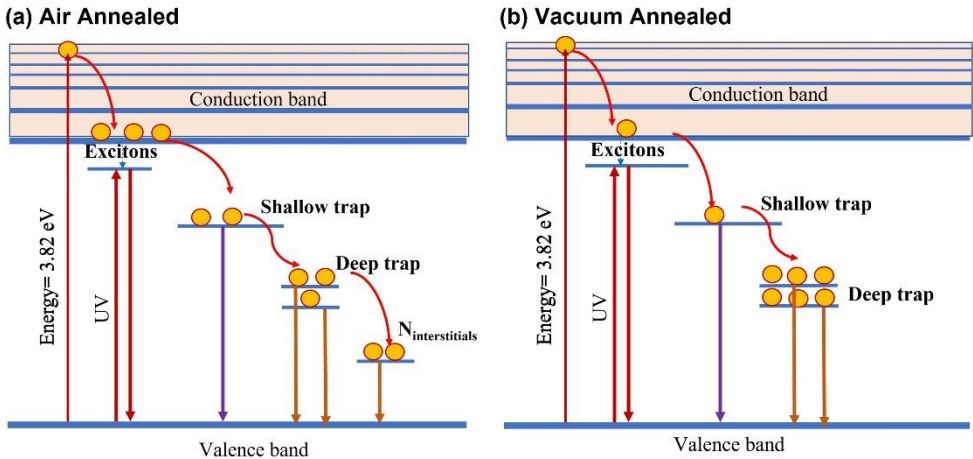 (a) Air Annealed
Conduction band
Excitons
Shallow trap
Deep trap
N_interstitials
Energy= 3.82 eV
UV
Valence band
(b) Vacuum Annealed
Conduction band
Excitons
Shallow trap
Deep trap
Energy= 3.82 eV
UV
Valence band